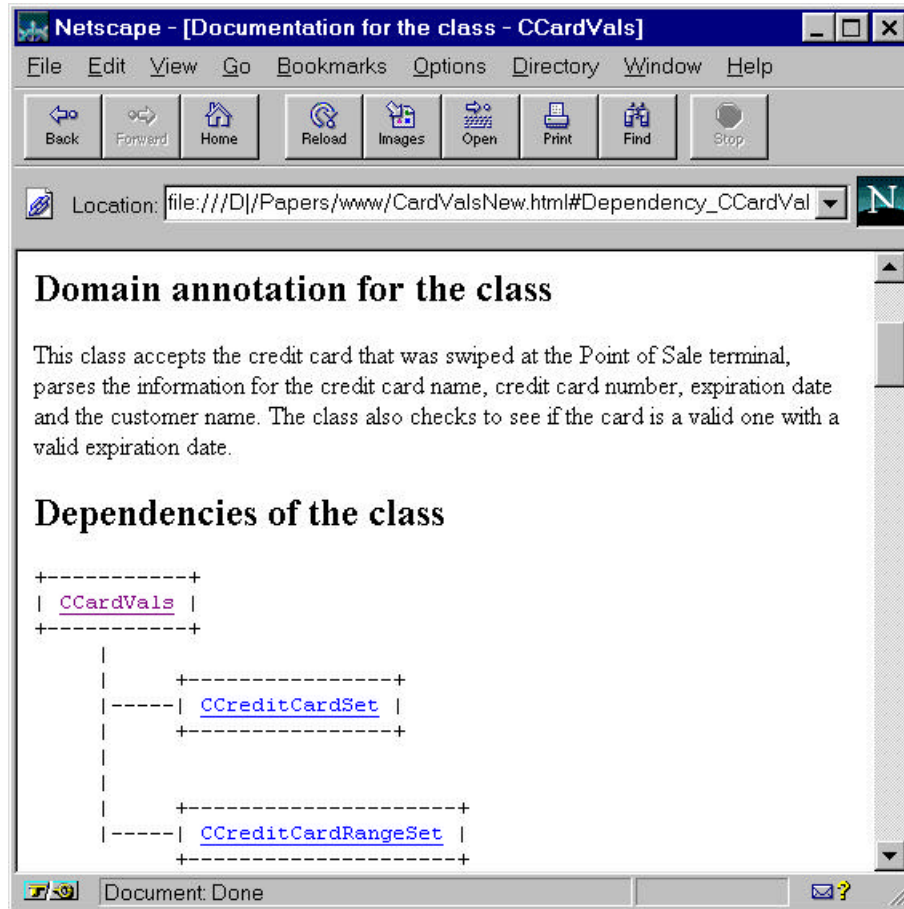 Netscape - [Documentation for the class - CCardVals]
File Edit View Go Bookmarks Options Directory Window Help
Back Forward Home Reload Images Open Print Find Stop
Location: file:///D|/Papers/www/CardValsNew.html#Dependency_CCardVal
N
Domain annotation for the class
This class accepts the credit card that was swiped at the Point of Sale terminal,
parses the information for the credit card name, credit card number, expiration date
and the customer name. The class also checks to see if the card is a valid one with a
valid expiration date.
Dependencies of the class
+-----------+
| CCardVals |
+-----------+
|
| +----------------+
|-----| CCreditCardSet |
| +----------------+
|
|
| +---------------------+
|-----| CCreditCardRangeSet |
+---------------------+
Document: Done
?